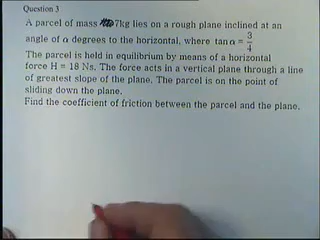 Question 3
A parcel of mass 7kg lies on a rough plane inclined at an
angle of α degrees to the horizontal, where tan α = 3/4
The parcel is held in equilibrium by means of a horizontal
force H = 18 Ns. The force acts in a vertical plane through a line
of greatest slope of the plane. The parcel is on the point of
sliding down the plane.
Find the coefficient of friction between the parcel and the plane.